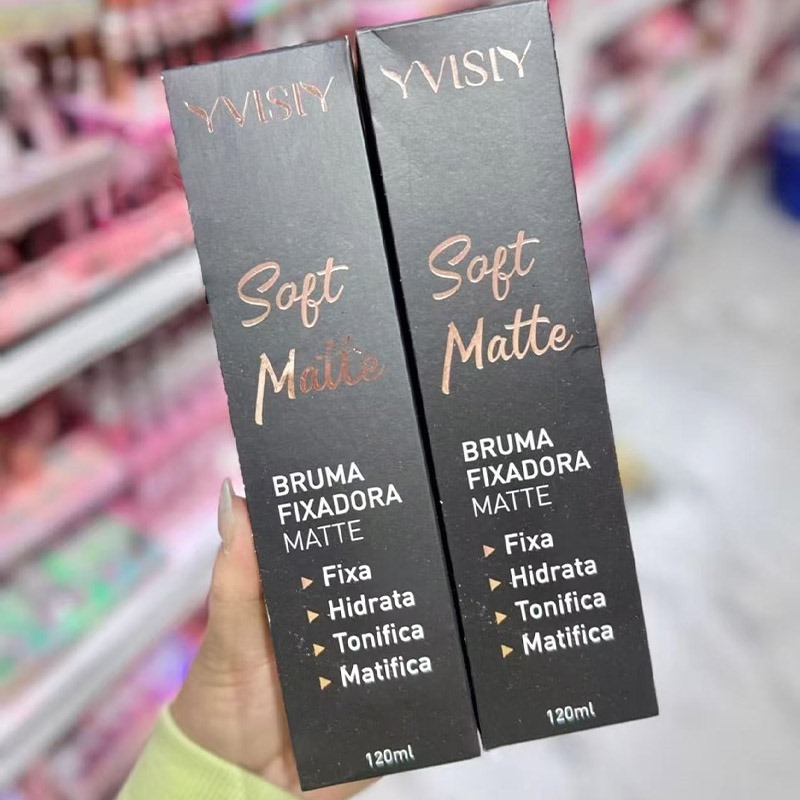 YVISIY
Soft
Matte
BRUMA
FIXADORA
MATTE
Fixa
Hidrata
Tonifica
Matifica
120ml
YVISIY
Soft
Matte
BRUMA
FIXADORA
MATTE
Fixa
Hidrata
Tonifica
Matifica
120ml